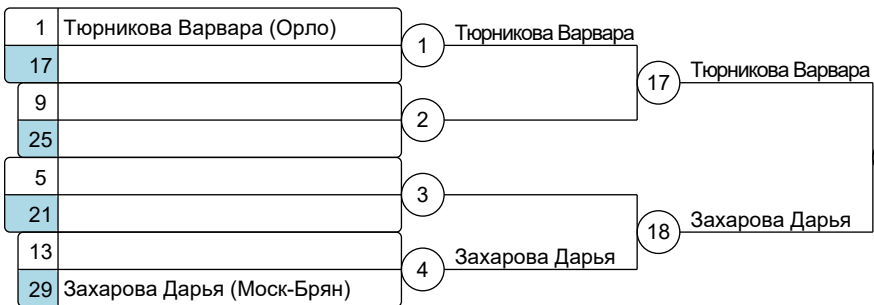 1 Тюрникова Варвара (Орло)
17
1 Тюрникова Варвара
9
25
2
17 Тюрникова Варвара
5
21
3
13
29 Захарова Дарья (Моск-Брян)
4 Захарова Дарья
18 Захарова Дарья